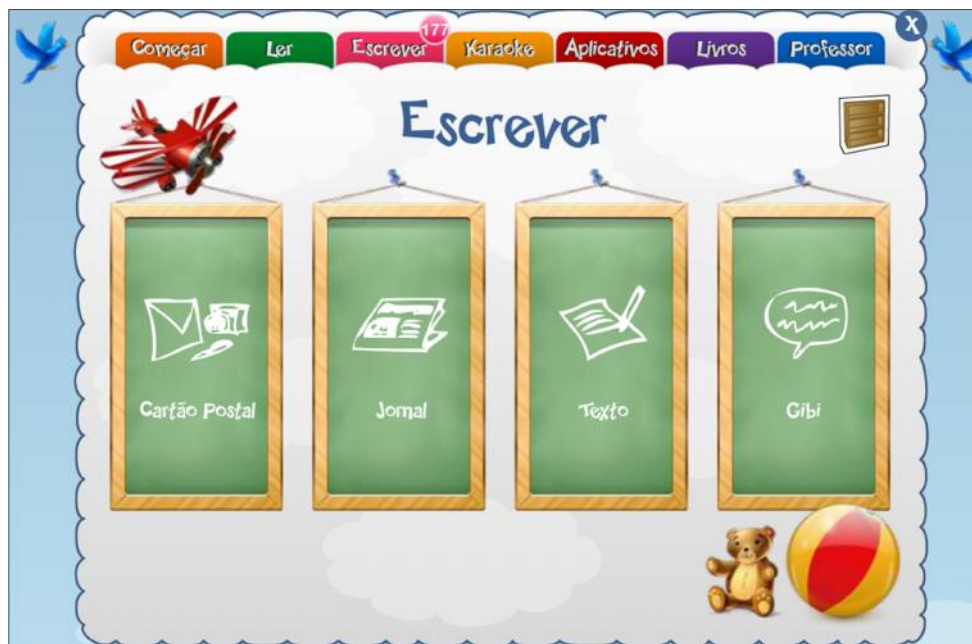 177
X
Começar Ler Escrever Karaoke Aplicativos Livros Professor
Escrever
Cartão Postal Jornal Texto Gibi